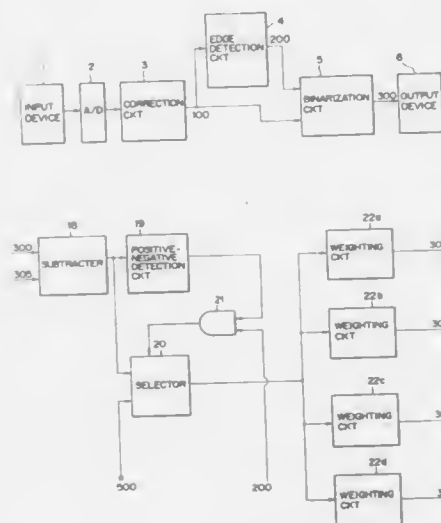 1
2
3
4
EDGE
DETECTION
CKT
200
5
6
INPUT
DEVICE
A/D
CORRECTION
CKT
100
BINARIZATION
CKT
300
OUTPUT
DEVICE
18
19
22a
300
305
SUBTRACTER
POSITIVE-
NEGATIVE
DETECTION
CKT
WEIGHTING
CKT
21
22b
20
SELECTOR
WEIGHTING
CKT
22c
WEIGHTING
CKT
500
200
22d
WEIGHTING
CKT